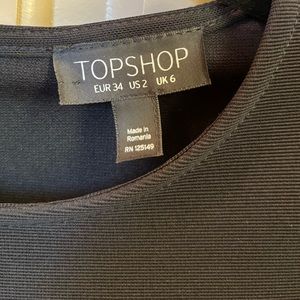 TOPSHOP
EUR 34 US 2 UK 6
Made in
Romania
RN 125149